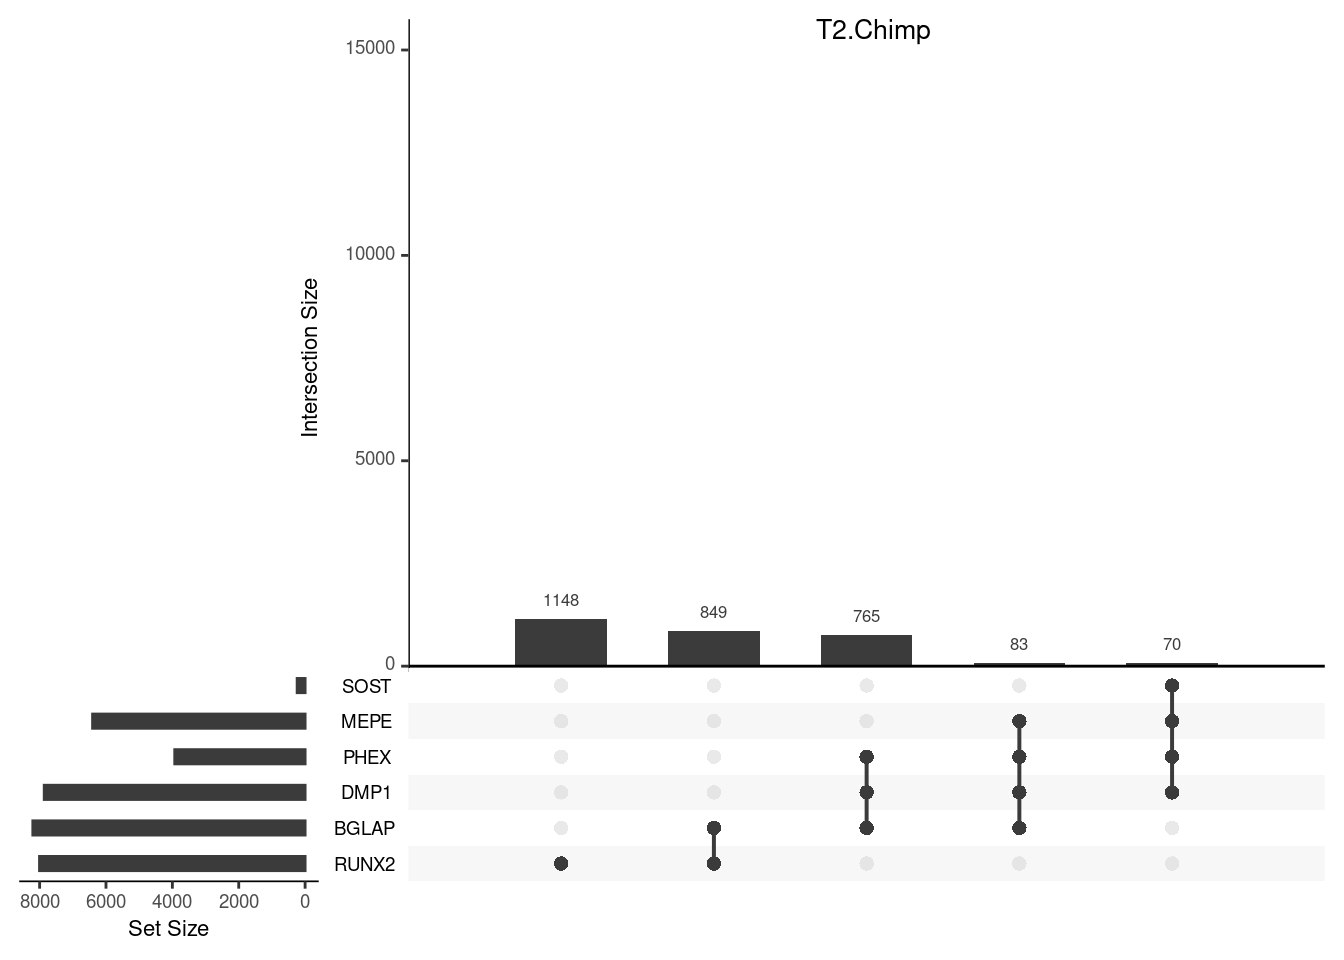 T2.Chimp
15000
10000
5000
0
Intersection Size
1148
849
765
83
70
SOST
MEPE
PHEX
DMP1
BGLAP
RUNX2
8000 6000 4000 2000 0
Set Size